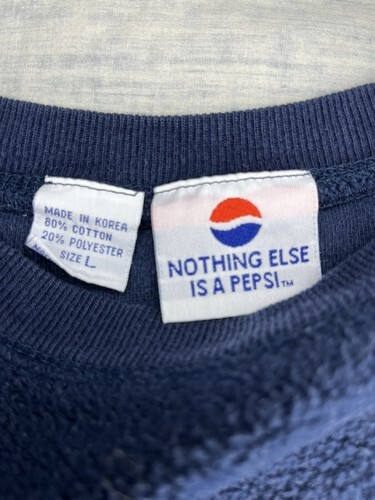 MADE IN KOREA
80% COTTON
20% POLYESTER
SIZE L
NOTHING ELSE
IS A PEPSI™